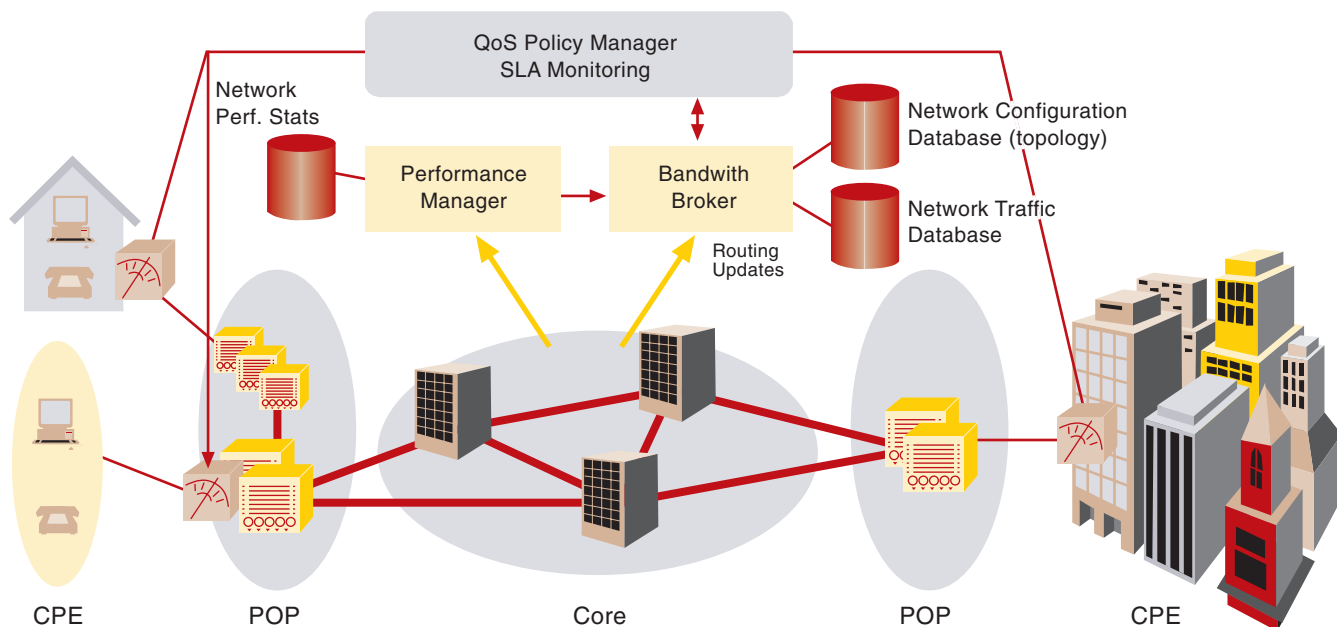 QoS Policy Manager
SLA Monitoring
Network
Perf. Stats
Network Configuration
Database (topology)
Performance
Manager
Bandwith
Broker
Network Traffic
Database
Routing
Updates
CPE
POP
Core
POP
CPE